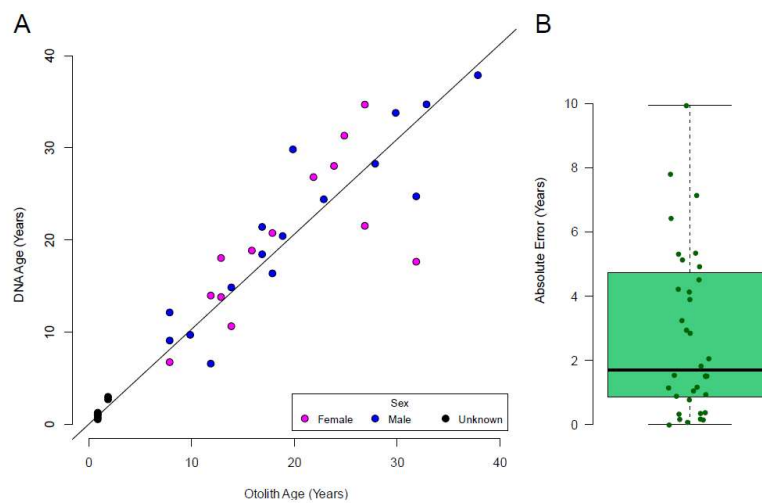 A
B
DNA Age (Years)
40
30
20
10
0
Sex
Female Male Unknown
0 10 20 30 40
Otolith Age (Years)
Absolute Error (Years)
10
8
6
4
2
0